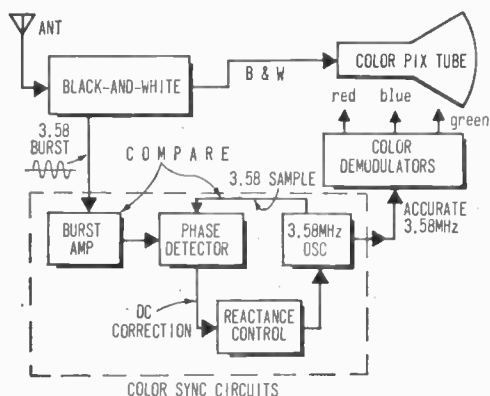 ANT
BLACK-AND-WHITE
B & W
COLOR PIX TUBE
red
blue
green
3.58
BURST
COMPARE
3.58 SAMPLE
COLOR
DEMODULATORS
ACCURATE
3.58MHz
BURST
AMP
PHASE
DETECTOR
3.58MHz
OSC
DC
CORRECTION
REACTANCE
CONTROL
COLOR SYNC CIRCUITS